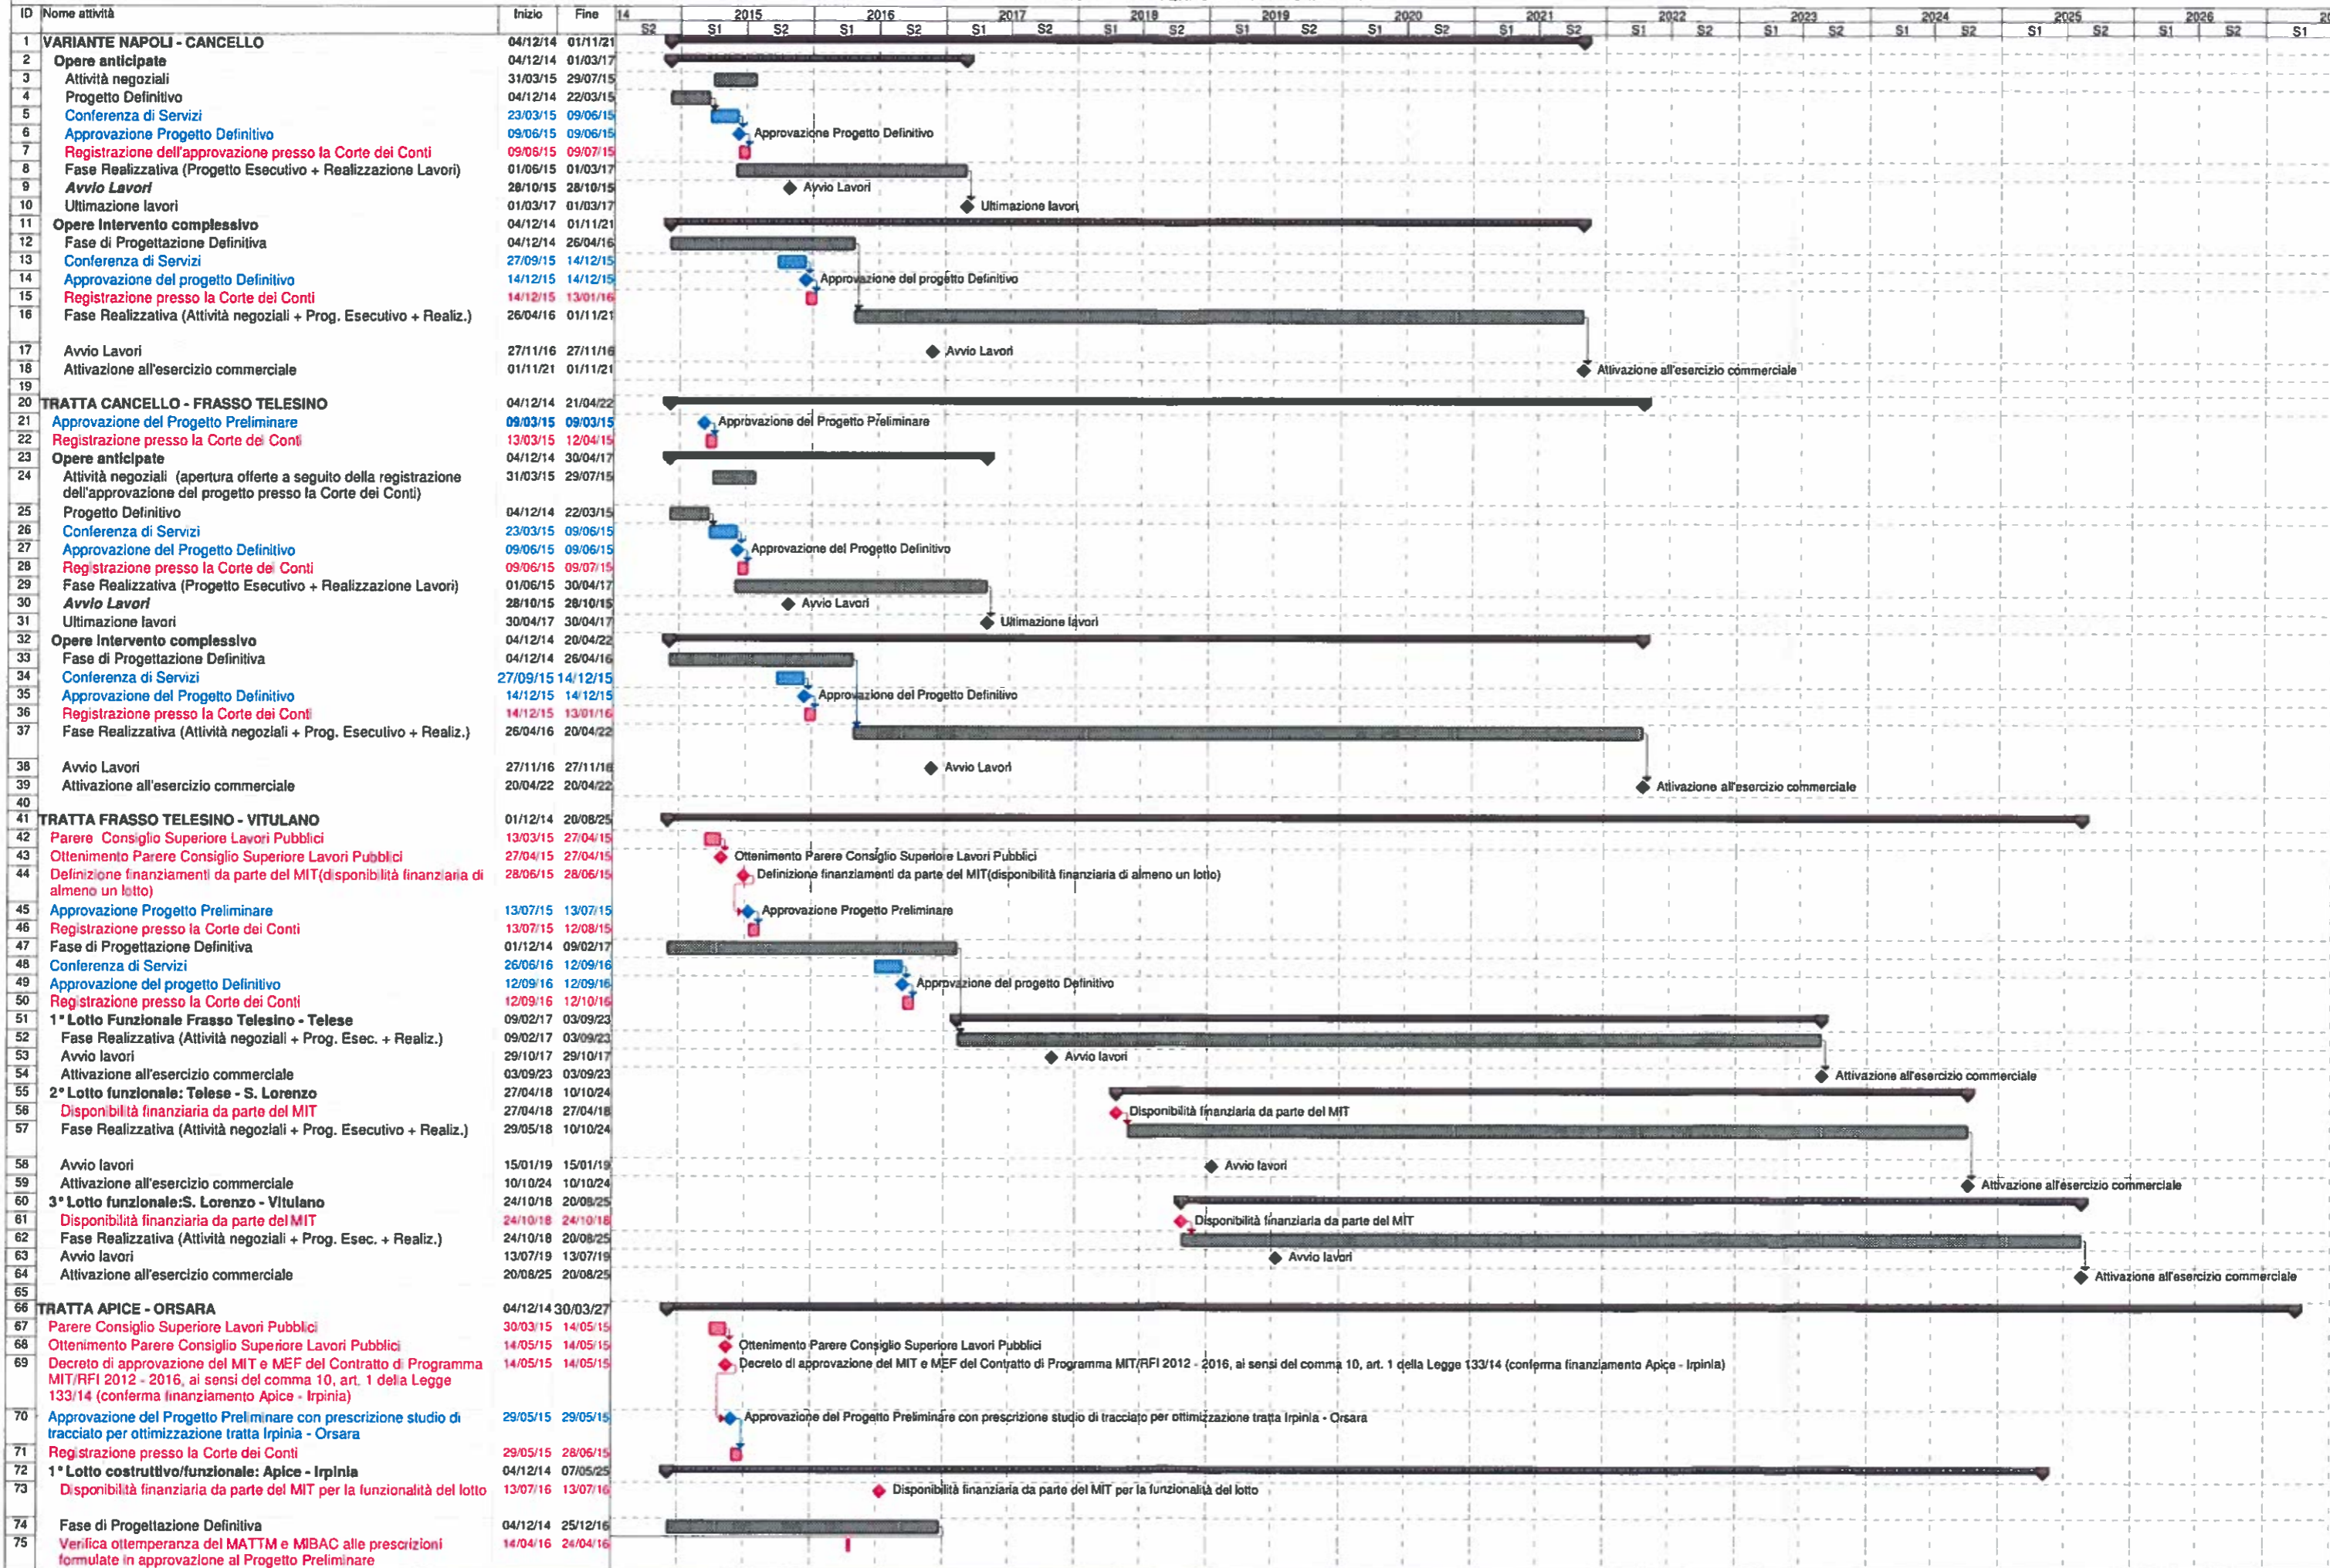 ID Nome attività Inizio Fine 14 2015 2016 2017 2018 2019 2020 2021 2022 2023 2024 2025 2026
S2 S1 S2 S1 S2 S1 S2 S1 S2 S1 S2 S1 S2 S1 S2 S1 S2 S1 S2 S1 S2 S1 S2 S1 S2 S1
1 VARIANTE NAPOLI - CANCELLO 04/12/14 01/11/21
2 Opere anticipate 04/12/14 01/03/17
3 Attività negoziali 31/03/15 29/07/15
4 Progetto Definitivo 04/12/14 22/03/15
5 Conferenza di Servizi 23/03/15 09/06/15
6 Approvazione Progetto Definitivo 09/06/15 09/06/15 Approvazione Progetto Definitivo
7 Registrazione dell'approvazione presso la Corte dei Conti 09/06/15 09/07/15
8 Fase Realizzativa (Progetto Esecutivo + Realizzazione Lavori) 01/06/15 01/03/17
9 Avvio Lavori 28/10/15 28/10/15 Avvio Lavori
10 Ultimazione lavori 01/03/17 01/03/17 Ultimazione lavori
11 Opere Intervento complessivo 04/12/14 01/11/21
12 Fase di Progettazione Definitiva 04/12/14 26/04/16
13 Conferenza di Servizi 27/09/15 14/12/15
14 Approvazione del progetto Definitivo 14/12/15 14/12/15 Approvazione del progetto Definitivo
15 Registrazione presso la Corte dei Conti 14/12/15 13/01/16
16 Fase Realizzativa (Attività negoziali + Prog. Esecutivo + Realiz.) 26/04/16 01/11/21
17 Avvio Lavori 27/11/16 27/11/16 Avvio Lavori
18 Attivazione all'esercizio commerciale 01/11/21 01/11/21 Attivazione all'esercizio commerciale
19
20 TRATTA CANCELLO - FRASSO TELESINO 04/12/14 21/04/22
21 Approvazione del Progetto Preliminare 09/03/15 09/03/15 Approvazione del Progetto Preliminare
22 Registrazione presso la Corte dei Conti 13/03/15 12/04/15
23 Opere anticipate 04/12/14 30/04/17
24 Attività negoziali (apertura offerte a seguito della registrazione 31/03/15 29/07/15
dell'approvazione del progetto presso la Corte dei Conti)
25 Progetto Definitivo 04/12/14 22/03/15
26 Conferenza di Servizi 23/03/15 09/06/15
27 Approvazione del Progetto Definitivo 09/06/15 09/06/15 Approvazione del Progetto Definitivo
28 Registrazione presso la Corte dei Conti 09/06/15 09/07/15
29 Fase Realizzativa (Progetto Esecutivo + Realizzazione Lavori) 01/06/15 30/04/17
30 Avvio Lavori 28/10/15 28/10/15 Avvio Lavori
31 Ultimazione lavori 30/04/17 30/04/17 Ultimazione lavori
32 Opere Intervento complessivo 04/12/14 20/04/22
33 Fase di Progettazione Definitiva 04/12/14 26/04/16
34 Conferenza di Servizi 27/09/15 14/12/15
35 Approvazione del Progetto Definitivo 14/12/15 14/12/15 Approvazione del Progetto Definitivo
36 Registrazione presso la Corte dei Conti 14/12/15 13/01/16
37 Fase Realizzativa (Attività negoziali + Prog. Esecutivo + Realiz.) 26/04/16 20/04/22
38 Avvio Lavori 27/11/16 27/11/16 Avvio Lavori
39 Attivazione all'esercizio commerciale 20/04/22 20/04/22 Attivazione all'esercizio commerciale
40
41 TRATTA FRASSO TELESINO - VITULANO 01/12/14 20/08/25
42 Parere Consiglio Superiore Lavori Pubblici 13/03/15 27/04/15
43 Ottenimento Parere Consiglio Superiore Lavori Pubblici 27/04/15 27/04/15 Ottenimento Parere Consiglio Superiore Lavori Pubblici
44 Definizione finanziamenti da parte del MIT(disponibilità finanziaria di 28/06/15 28/06/15 Definizione finanziamenti da parte del MIT(disponibilità finanziaria di almeno un lotto)
almeno un lotto)
45 Approvazione Progetto Preliminare 13/07/15 13/07/15 Approvazione Progetto Preliminare
46 Registrazione presso la Corte dei Conti 13/07/15 12/08/15
47 Fase di Progettazione Definitiva 01/12/14 09/02/17
48 Conferenza di Servizi 26/06/16 12/09/16
49 Approvazione del progetto Definitivo 12/09/16 12/09/16 Approvazione del progetto Definitivo
50 Registrazione presso la Corte dei Conti 12/09/16 12/10/16
51 1° Lotto Funzionale Frasso Telesino - Telese 09/02/17 03/09/23
52 Fase Realizzativa (Attività negoziali + Prog. Esec. + Realiz.) 09/02/17 03/09/23
53 Avvio lavori 29/10/17 29/10/17 Avvio lavori
54 Attivazione all'esercizio commerciale 03/09/23 03/09/23 Attivazione all'esercizio commerciale
55 2° Lotto funzionale: Telese - S. Lorenzo 27/04/18 10/10/24
56 Disponibilità finanziaria da parte del MIT 27/04/18 27/04/18 Disponibilità finanziaria da parte del MIT
57 Fase Realizzativa (Attività negoziali + Prog. Esecutivo + Realiz.) 29/05/18 10/10/24
58 Avvio lavori 15/01/19 15/01/19 Avvio lavori
59 Attivazione all'esercizio commerciale 10/10/24 10/10/24 Attivazione all'esercizio commerciale
60 3° Lotto funzionale:S. Lorenzo - Vitulano 24/10/18 20/08/25
61 Disponibilità finanziaria da parte del MIT 24/10/18 24/10/18 Disponibilità finanziaria da parte del MIT
62 Fase Realizzativa (Attività negoziali + Prog. Esec. + Realiz.) 24/10/18 20/08/25
63 Avvio lavori 13/07/19 13/07/19 Avvio lavori
64 Attivazione all'esercizio commerciale 20/08/25 20/08/25 Attivazione all'esercizio commerciale
65
66 TRATTA APICE - ORSARA 04/12/14 30/03/27
67 Parere Consiglio Superiore Lavori Pubblici 30/03/15 14/05/15
68 Ottenimento Parere Consiglio Superiore Lavori Pubblici 14/05/15 14/05/15 Ottenimento Parere Consiglio Superiore Lavori Pubblici
69 Decreto di approvazione del MIT e MEF del Contratto di Programma 14/05/15 14/05/15 Decreto di approvazione del MIT e MEF del Contratto di Programma MIT/RFI 2012 - 2016, ai sensi del comma 10, art. 1 della Legge 133/14 (conferma finanziamento Apice - Irpinia)
MIT/RFI 2012 - 2016, ai sensi del comma 10, art. 1 della Legge
133/14 (conferma finanziamento Apice - Irpinia)
70 Approvazione del Progetto Preliminare con prescrizione studio di 29/05/15 29/05/15 Approvazione del Progetto Preliminare con prescrizione studio di tracciato per ottimizzazione tratta Irpinia - Orsara
tracciato per ottimizzazione tratta Irpinia - Orsara
71 Registrazione presso la Corte dei Conti 29/05/15 28/06/15
72 1° Lotto costruttivo/funzionale: Apice - Irpinia 04/12/14 07/05/25
73 Disponibilità finanziaria da parte del MIT per la funzionalità del lotto 13/07/16 13/07/16 Disponibilità finanziaria da parte del MIT per la funzionalità del lotto
74 Fase di Progettazione Definitiva 04/12/14 25/12/16
75 Verifica ottemperanza del MATTM e MIBAC alle prescrizioni 14/04/16 24/04/16
formulate in approvazione al Progetto Preliminare